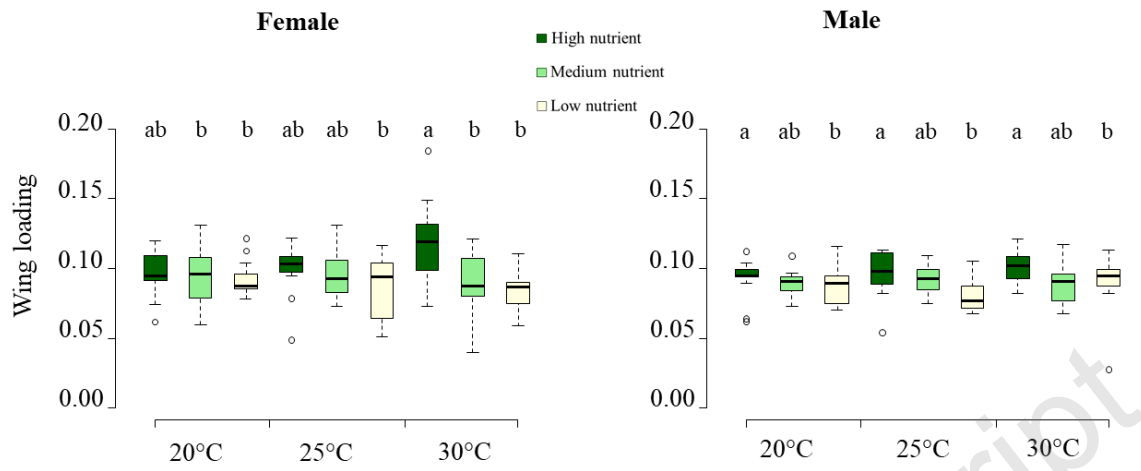 Female
Male
High nutrient
Medium nutrient
Low nutrient
Wing loading
0.20
0.15
0.10
0.05
0.00
ab b b ab ab b a b b
20°C 25°C 30°C
0.20
0.15
0.10
0.05
0.00
a ab b a ab b a ab b
20°C 25°C 30°C
ript